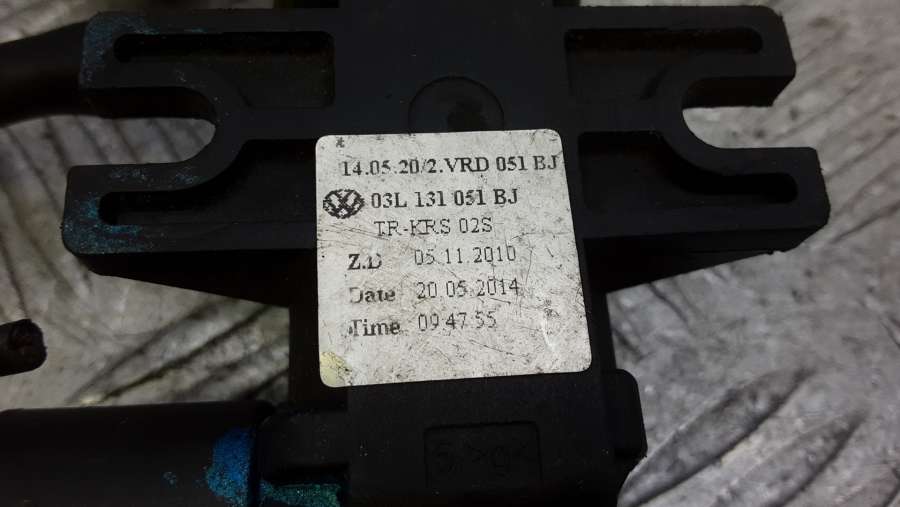 14.05.20/2.VRD 051 BJ
03L 131 051 BJ
TR-KRS 02S
Z.D 05.11.2010
Date 20.05.2014
Time 09 47 55